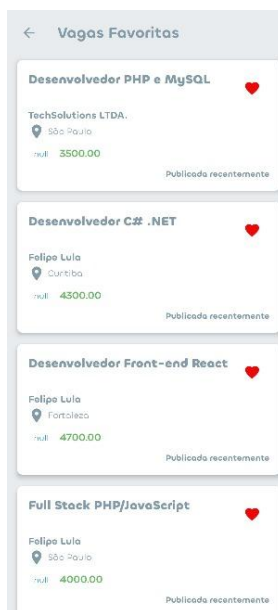 Vagas Favoritas
Desenvolvedor PHP e MySQL
TechSolutions LTDA.
São Paulo
null 3500.00
Publicada recentemente
Desenvolvedor C# .NET
Felipe Lula
Curitiba
null 4300.00
Publicada recentemente
Desenvolvedor Front-end React
Felipe Lula
Fortaleza
null 4700.00
Publicada recentemente
Full Stack PHP/JavaScript
Felipe Lula
São Paulo
null 4000.00
Publicada recentemente